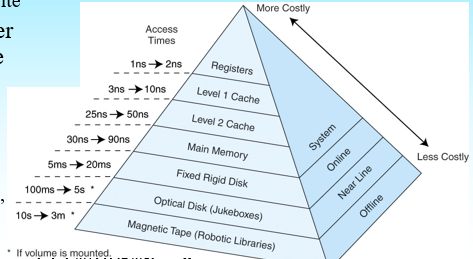 ite
er
e
,
More Costly
Access
Times
1ns → 2ns
Registers
3ns → 10ns
Level 1 Cache
25ns → 50ns
Level 2 Cache
30ns → 90ns
Main Memory
5ms → 20ms
Fixed Rigid Disk
100ms → 5s *
Optical Disk (Jukeboxes)
10s → 3m *
Magnetic Tape (Robotic Libraries)
System
Online
Near Line
Offline
Less Costly
* If volume is mounted.